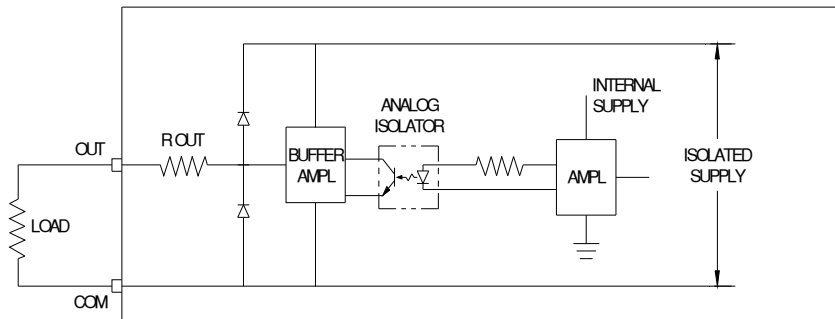 INTERNAL
SUPPLY
ANALOG
ISOLATOR
OUT
R OUT
BUFFER
AMPL
AMPL
ISOLATED
SUPPLY
LOAD
COM